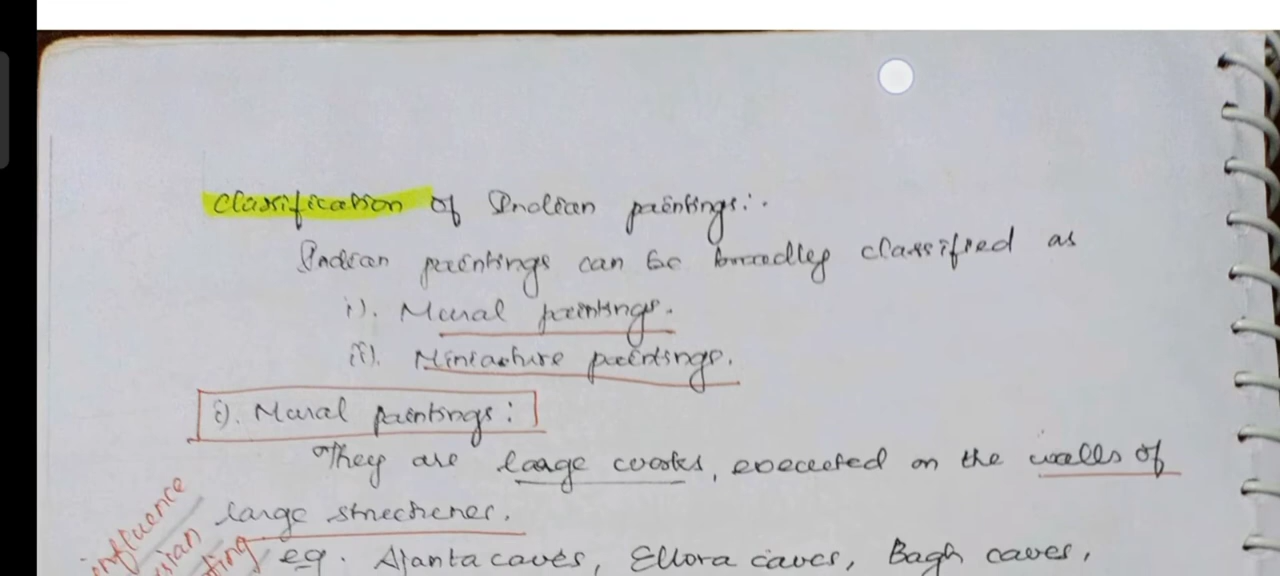 Classification of Indian paintings:
Indian paintings can be broadly classified as
i). Mural paintings.
ii). Miniature paintings.
i). Mural paintings:
They are large works, executed on the walls of
large structures.
eg. Ajanta caves, Ellora caves, Bagh caves,
influence